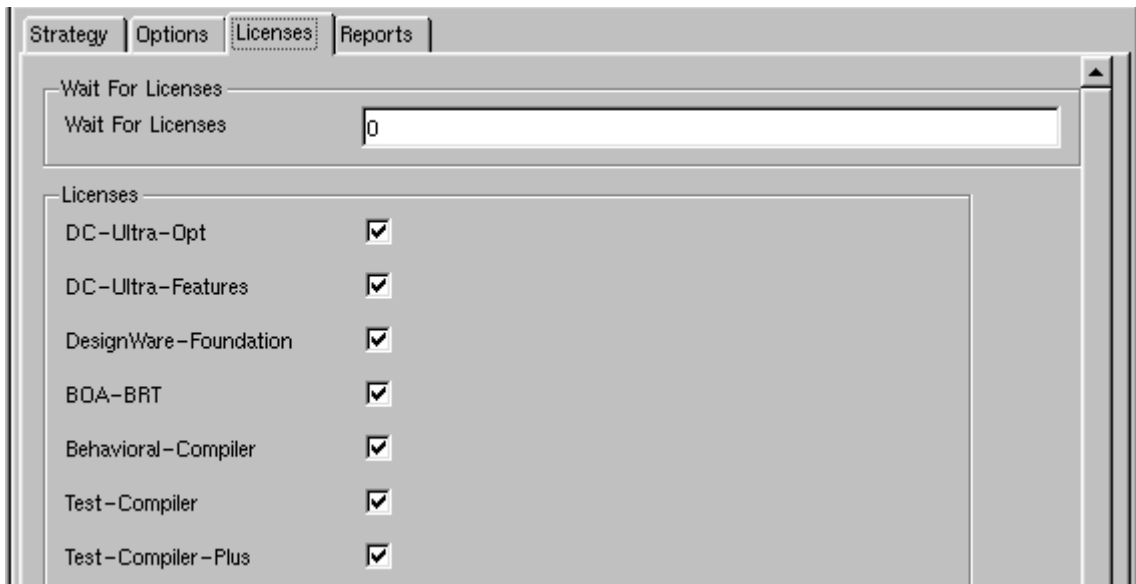 Strategy Options Licenses Reports
Wait For Licenses
Wait For Licenses 0
Licenses
DC-Ultra-Opt
DC-Ultra-Features
DesignWare-Foundation
BOA-BRT
Behavioral-Compiler
Test-Compiler
Test-Compiler-Plus